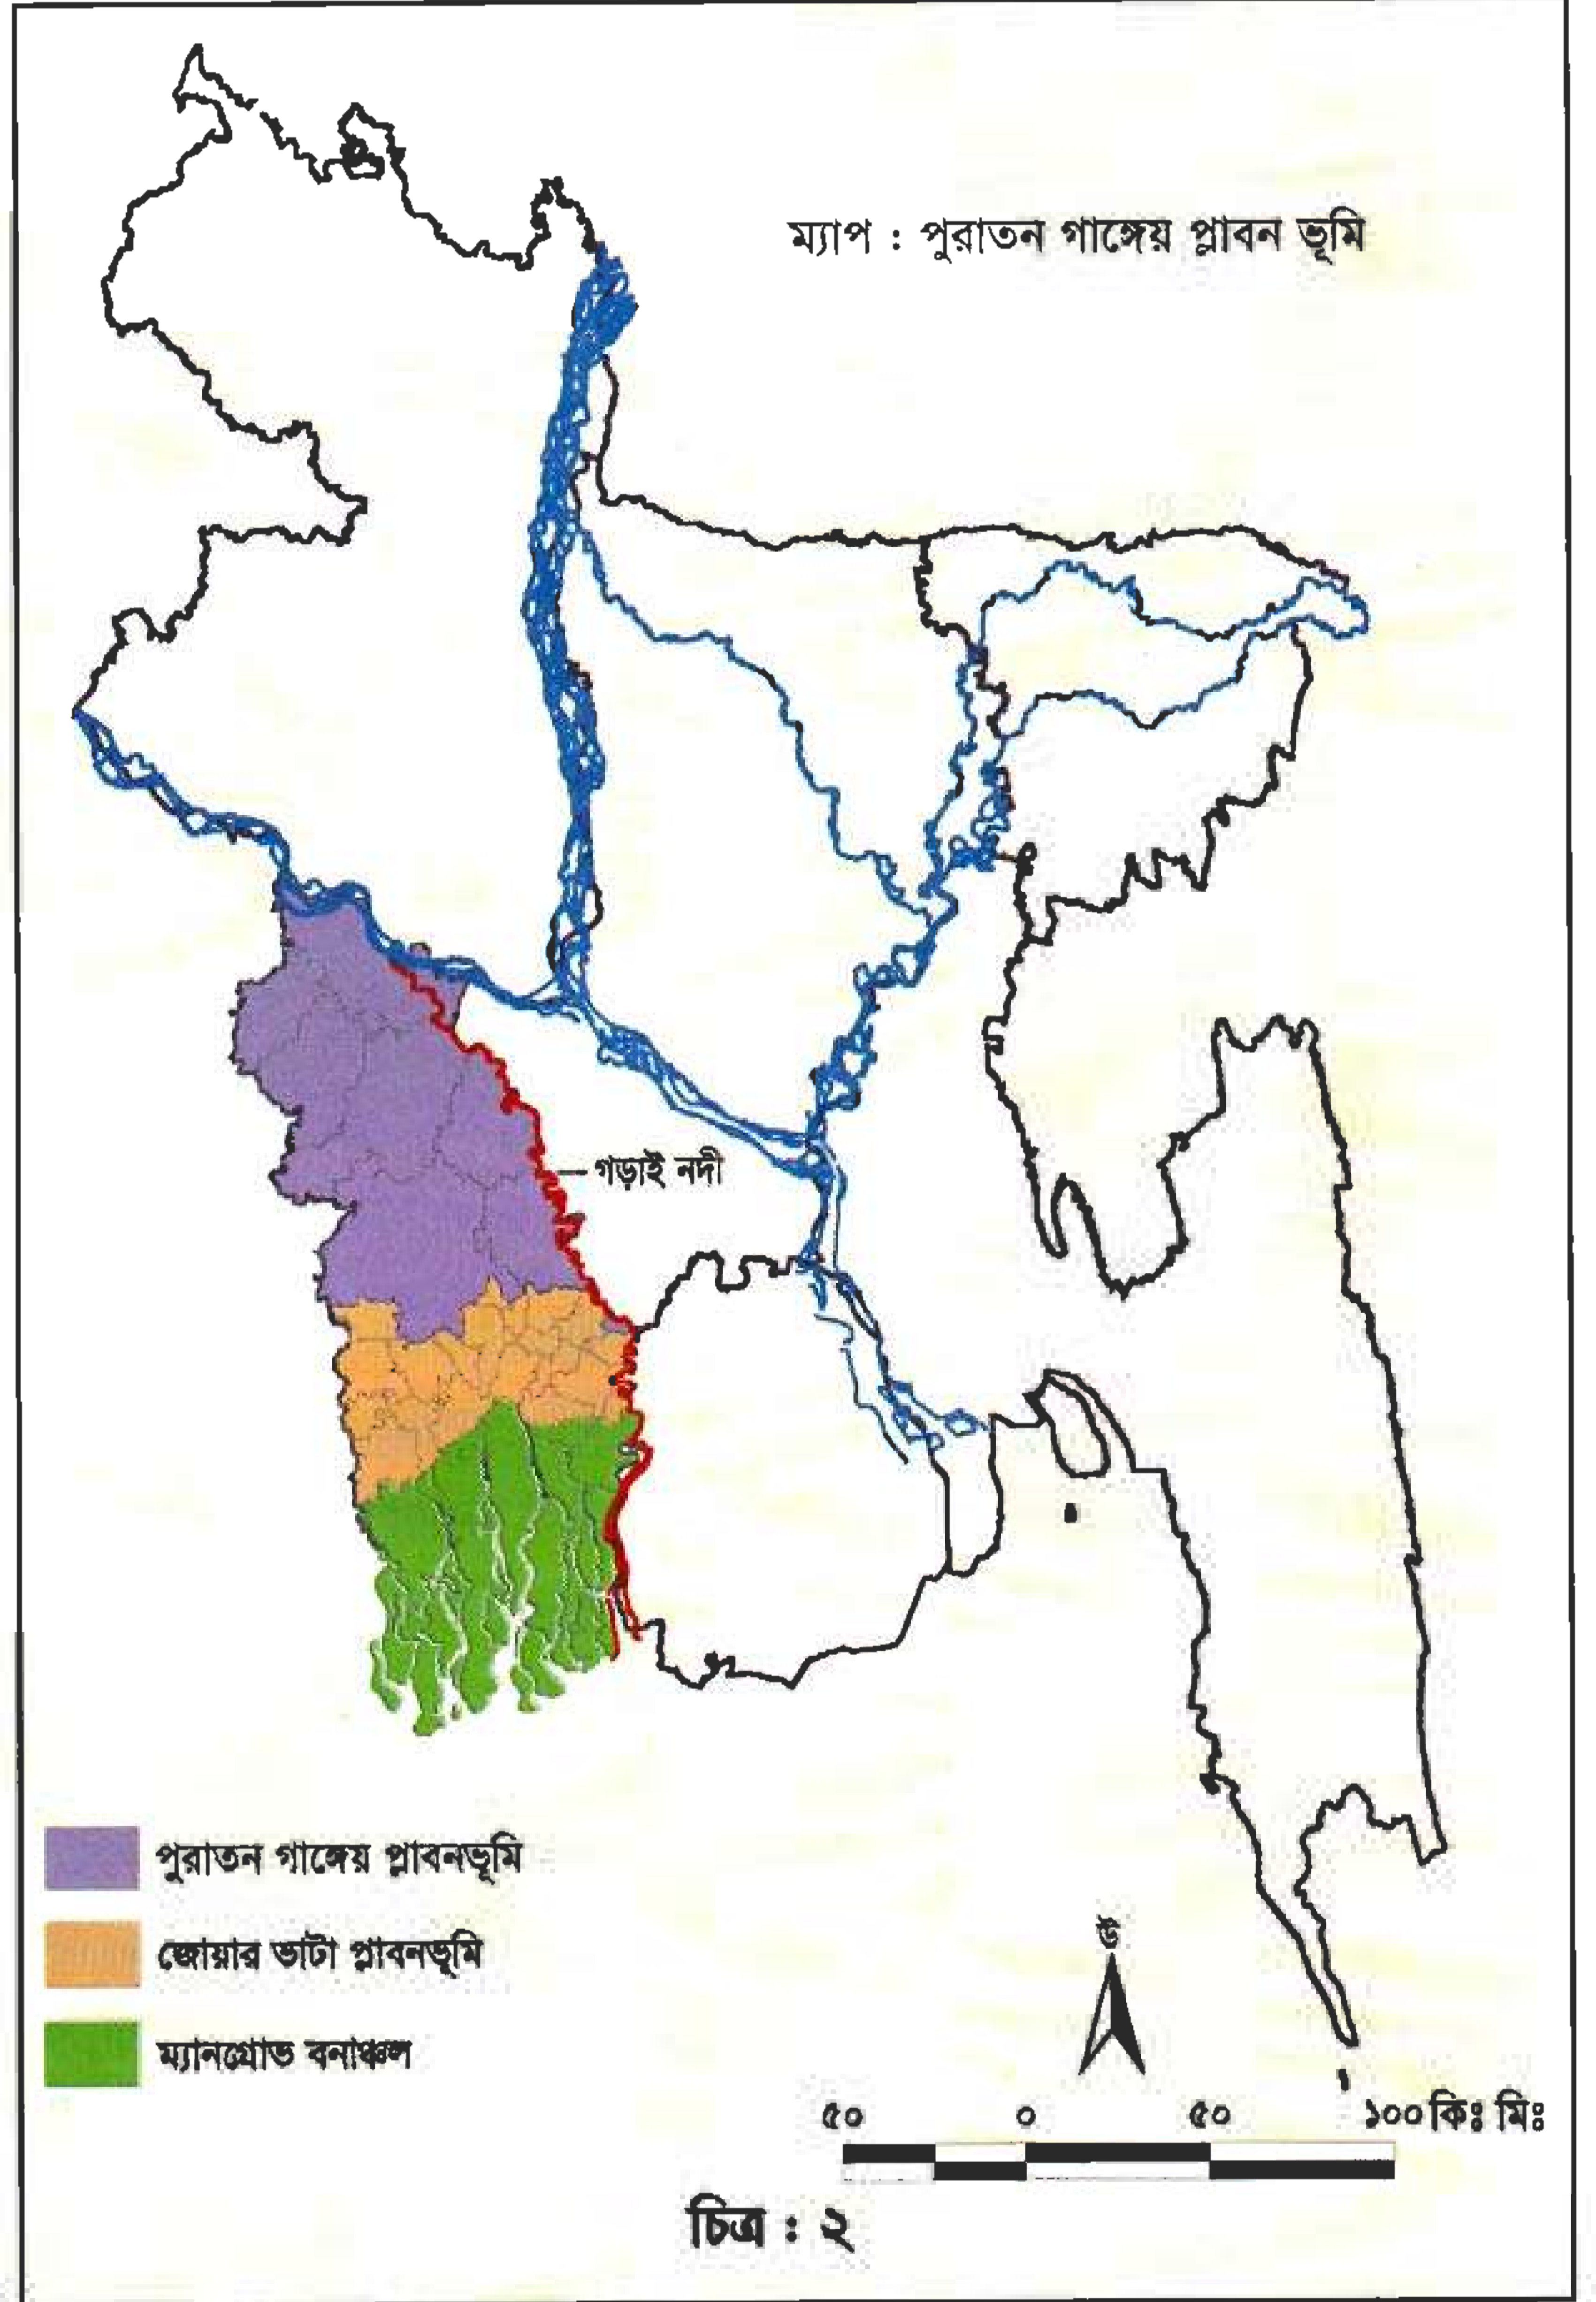 ম্যাপ : পুরাতন গাঙ্গেয় প্লাবন ভূমি
গড়াই নদী
পুরাতন গাঙ্গেয় প্লাবনভূমি
জোয়ার ভাটা প্লাবনভূমি
ম্যানগ্রোভ বনাঞ্চল
উ
৫০ ০ ৫০ ১০০ কিঃ মিঃ
চিত্র : ২